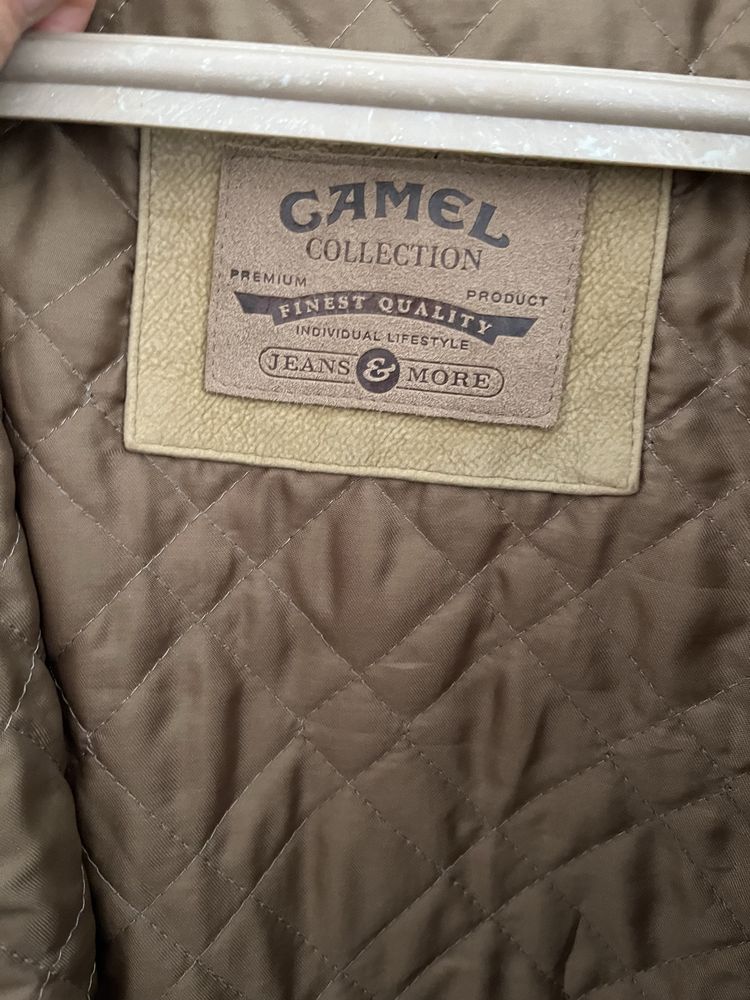 CAMEL
COLLECTION
PREMIUM PRODUCT
FINEST QUALITY
INDIVIDUAL LIFESTYLE
JEANS & MORE